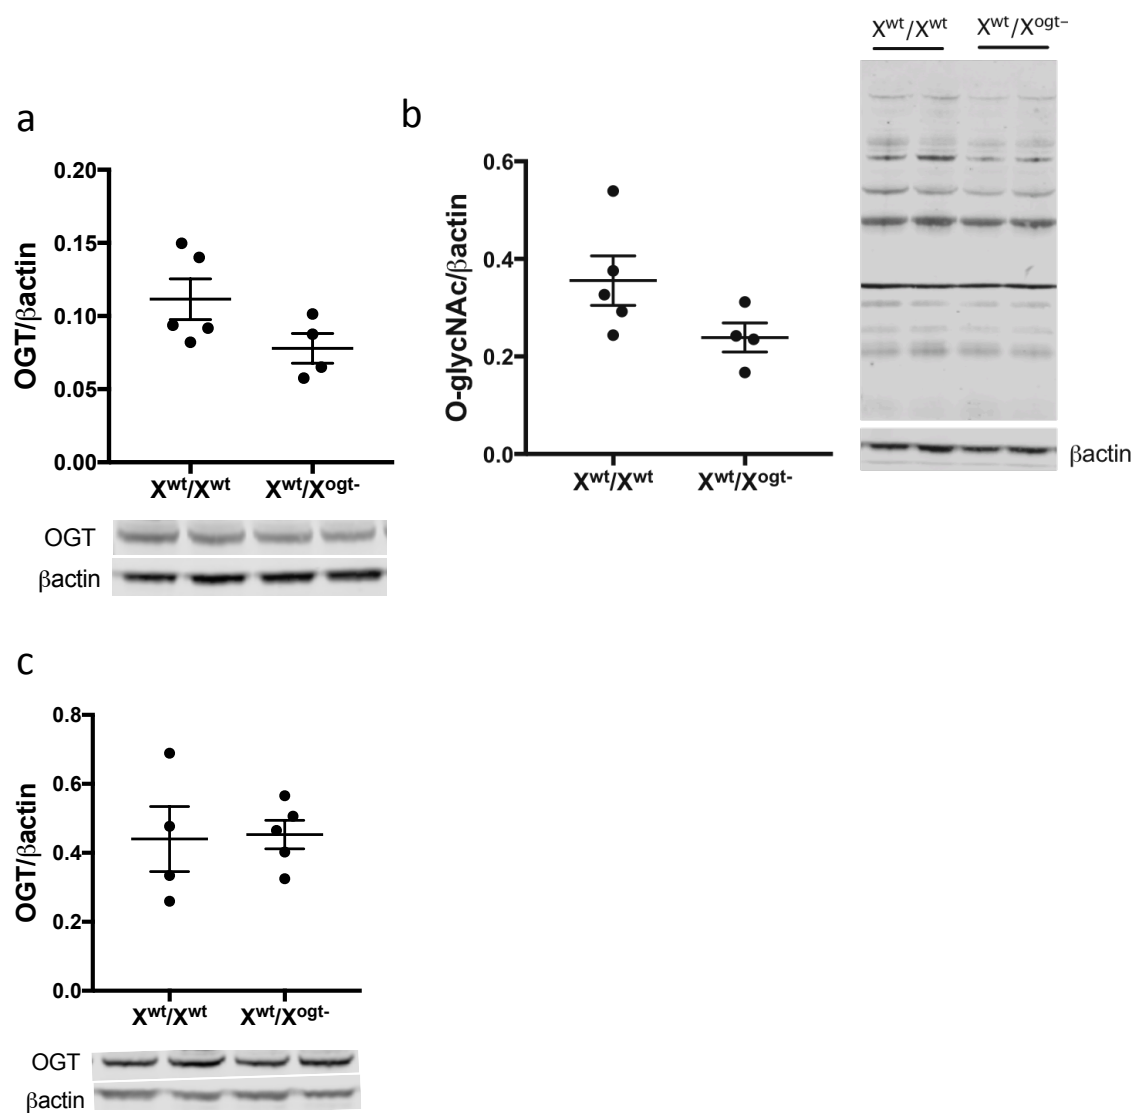 a
OGT/βactin
0.20
0.15
0.10
0.05
0.00
Xwt/Xwt
Xwt/Xogt-
OGT
βactin
b
O-glycNAc/βactin
0.6
0.4
0.2
0.0
Xwt/Xwt
Xwt/Xogt-
Xwt/Xwt
Xwt/Xogt–
βactin
c
OGT/βactin
0.8
0.6
0.4
0.2
0.0
Xwt/Xwt
Xwt/Xogt-
OGT
βactin